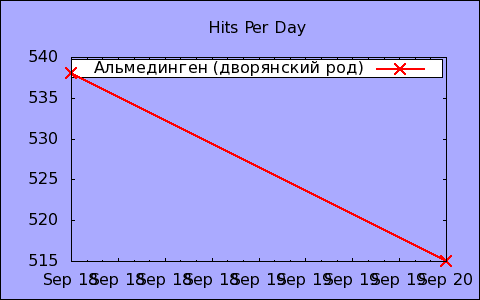 Hits Per Day
540
Альмединген (дворянский род)
535
530
525
520
515
Sep 18 Sep 18 Sep 18 Sep 18 Sep 19 Sep 19 Sep 19 Sep 19 Sep 20